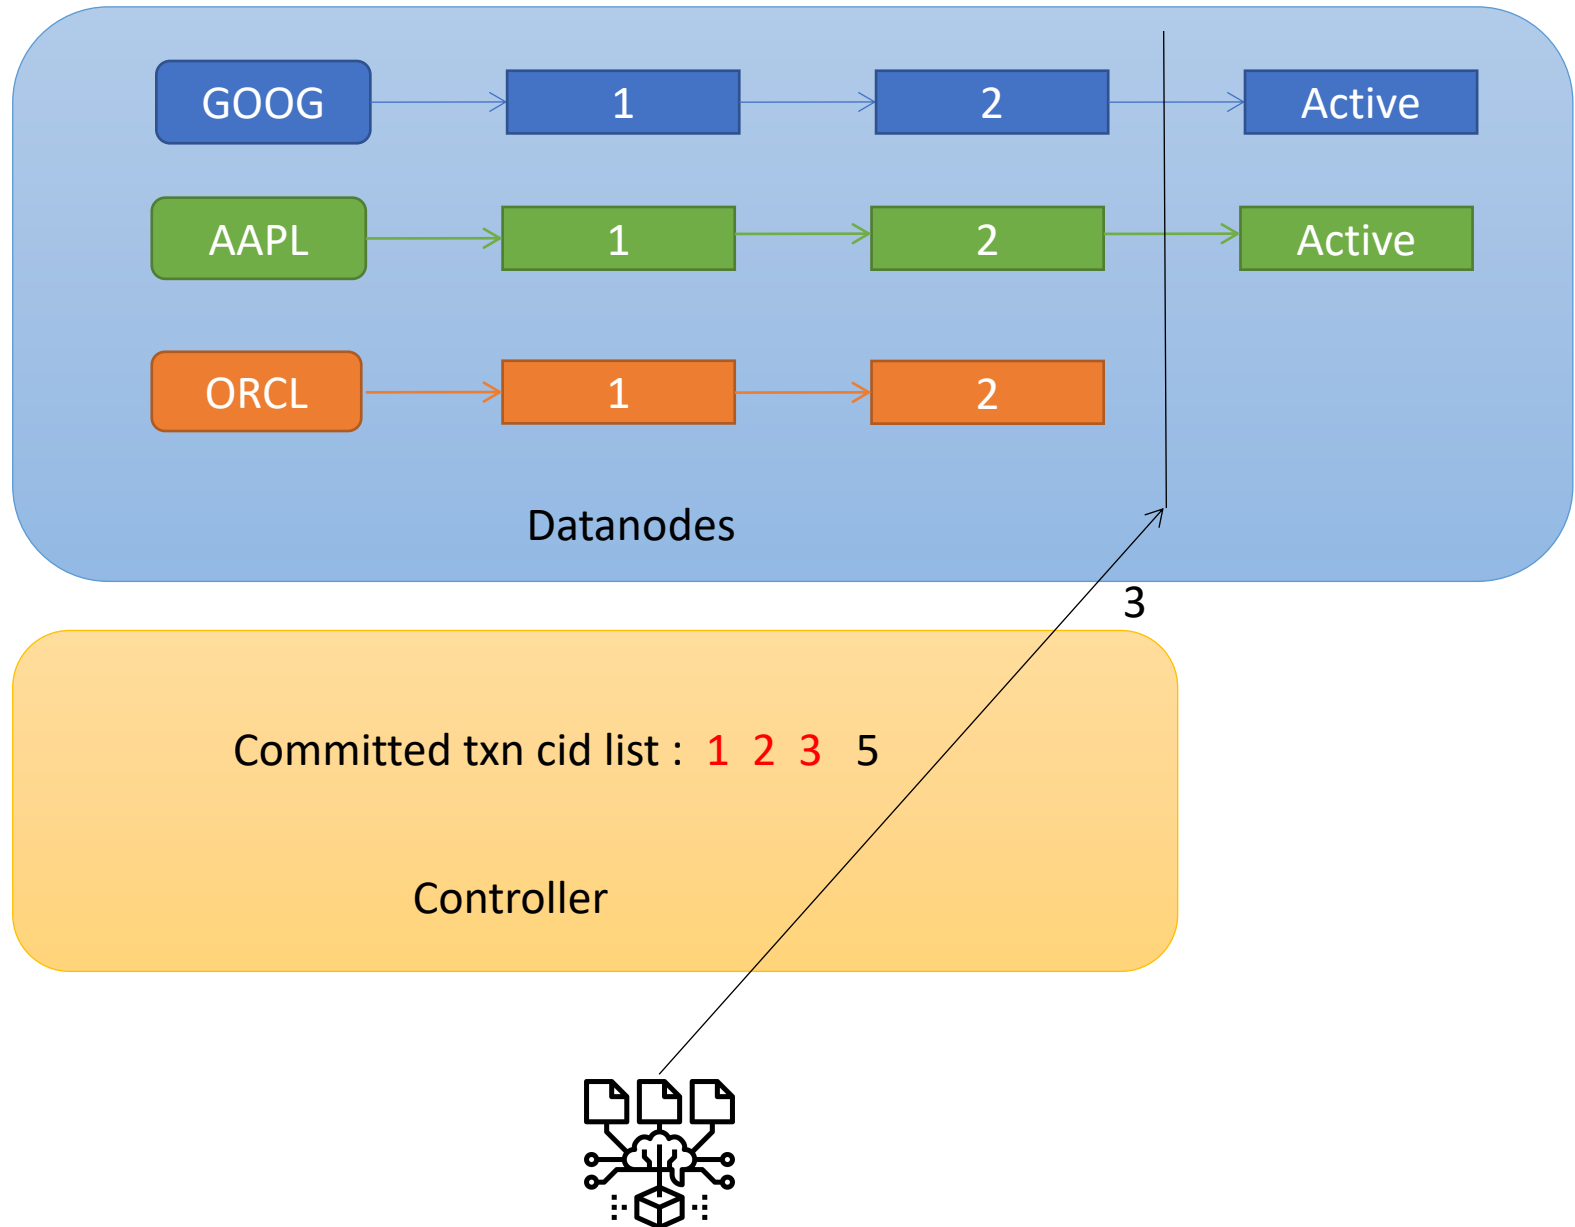 GOOG 1 2 Active
AAPL 1 2 Active
ORCL 1 2
Datanodes
3
Committed txn cid list : 1 2 3 5
Controller